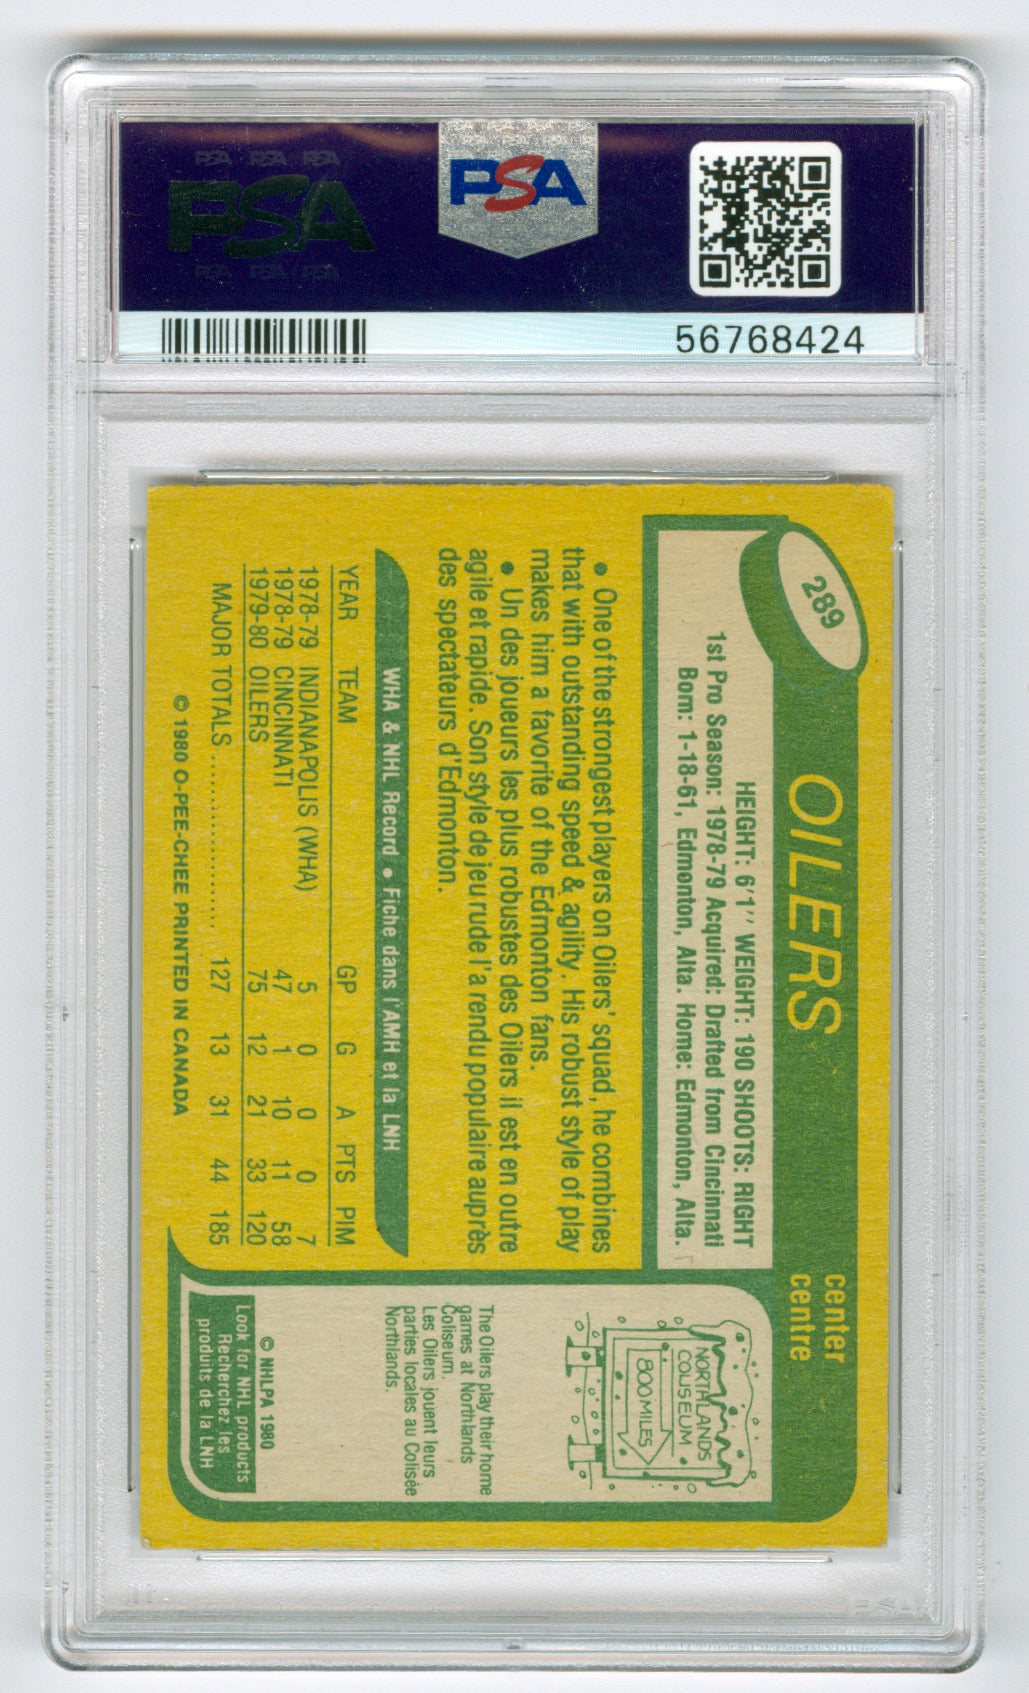 PSA PSA PSA
PSA
PSA PSA PSA
PSA
56768424
289
OILERS
center
centre
HEIGHT: 6'1'' WEIGHT: 190 SHOOTS: RIGHT
1st Pro Season: 1978-79 Acquired: Drafted from Cincinnati
Born: 1-18-61, Edmonton, Alta. Home: Edmonton, Alta.
• One of the strongest players on Oilers' squad, he combines
that with outstanding speed & agility. His robust style of play
makes him a favorite of the Edmonton fans.
• Un des joueurs les plus robustes des Oilers il est en outre
agile et rapide. Son style de jeu rude l'a rendu populaire auprès
des spectateurs d'Edmonton.
WHA & NHL Record • Fiche dans l'AMH et la LNH
YEAR TEAM GP G A PTS PIM
1978-79 INDIANAPOLIS (WHA) 5 0 0 0 7
1978-79 CINCINNATI 47 1 10 11 58
1979-80 OILERS 75 12 21 33 120
MAJOR TOTALS .................. 127 13 31 44 185
© 1980 O-PEE-CHEE PRINTED IN CANADA
NORTHLANDS
COLISEUM
800 MILES
The Oilers play their home
games at Northlands
Coliseum.
Les Oilers jouent leurs
parties locales au Colisée
Northlands.
© NHLPA 1980
Look for NHL products
Recherchez les
produits de la LNH
PSA